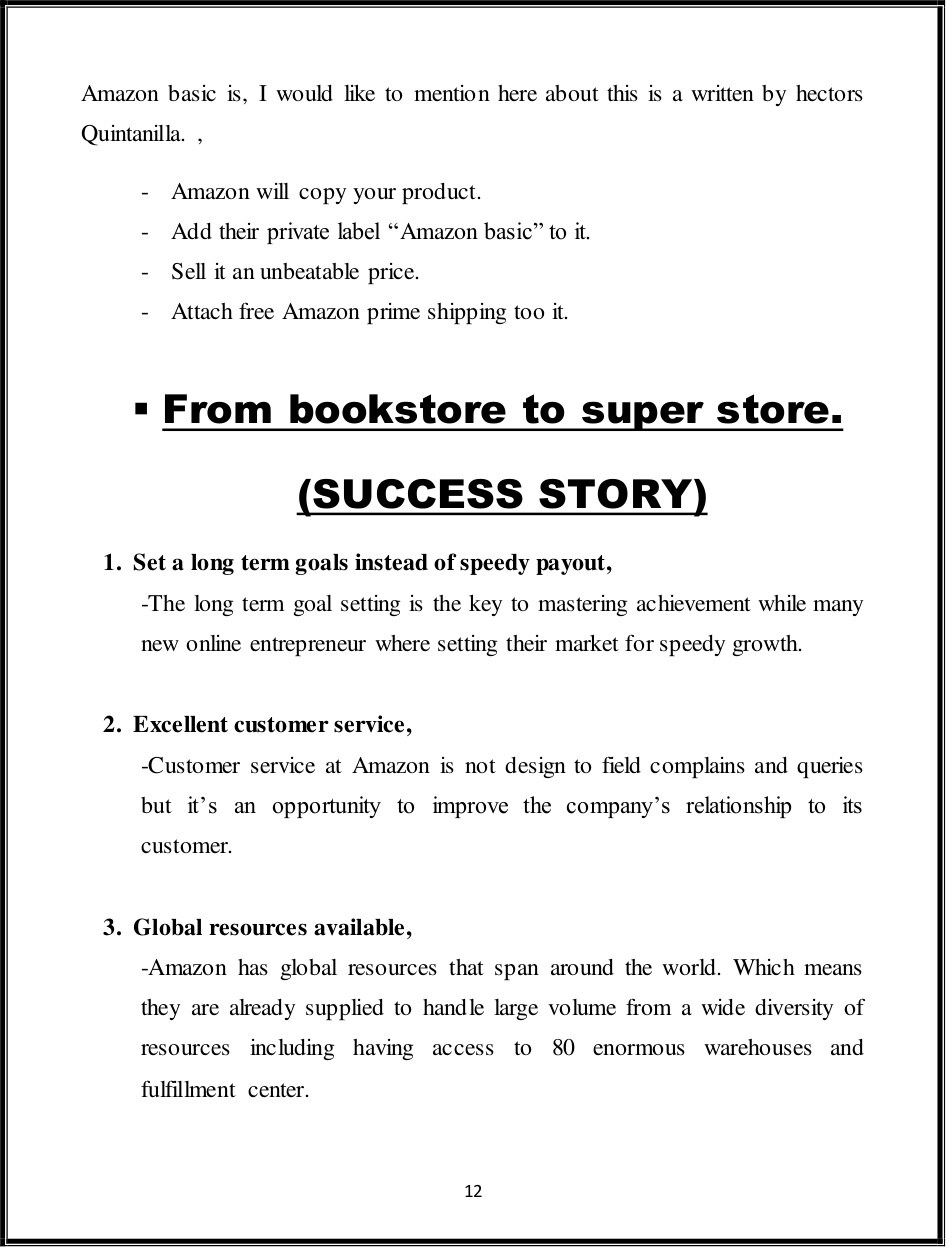 Amazon basic is, I would like to mention here about this is a written by hectors
Quintanilla. ,
- Amazon will copy your product.
- Add their private label “Amazon basic” to it.
- Sell it an unbeatable price.
- Attach free Amazon prime shipping too it.
▪ From bookstore to super store.
(SUCCESS STORY)
1. Set a long term goals instead of speedy payout,
-The long term goal setting is the key to mastering achievement while many
new online entrepreneur where setting their market for speedy growth.
2. Excellent customer service,
-Customer service at Amazon is not design to field complains and queries
but it’s an opportunity to improve the company’s relationship to its
customer.
3. Global resources available,
-Amazon has global resources that span around the world. Which means
they are already supplied to handle large volume from a wide diversity of
resources including having access to 80 enormous warehouses and
fulfillment center.
12